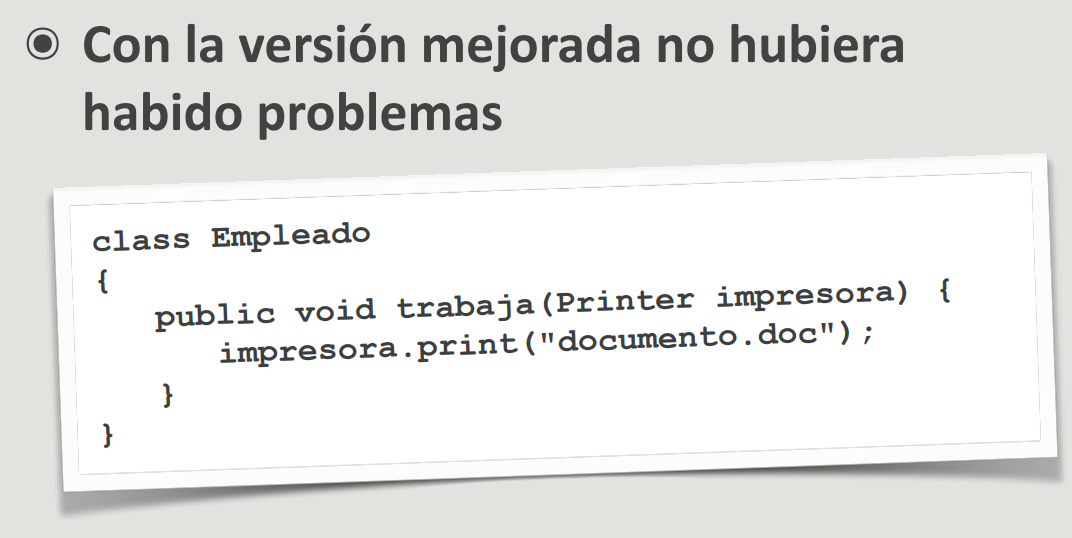 Con la versión mejorada no hubiera
habido problemas
class Empleado
{
public void trabaja(Printer impresora) {
impresora.print("documento.doc");
}
}